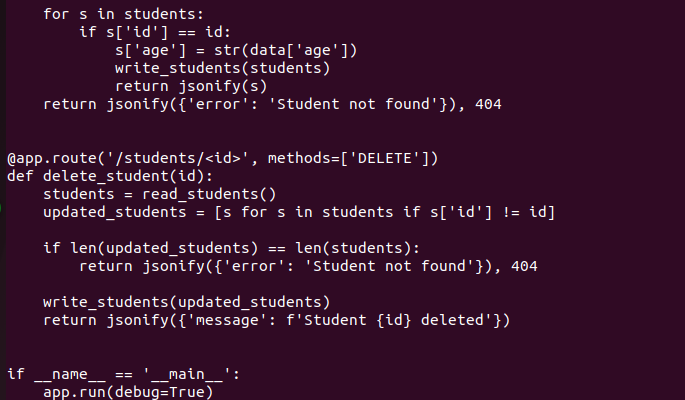 for s in students:
        if s['id'] == id:
            s['age'] = str(data['age'])
            write_students(students)
            return jsonify(s)
    return jsonify({'error': 'Student not found'}), 404


@app.route('/students/<id>', methods=['DELETE'])
def delete_student(id):
    students = read_students()
    updated_students = [s for s in students if s['id'] != id]

    if len(updated_students) == len(students):
        return jsonify({'error': 'Student not found'}), 404

    write_students(updated_students)
    return jsonify({'message': f'Student {id} deleted'})


if __name__ == '__main__':
    app.run(debug=True)